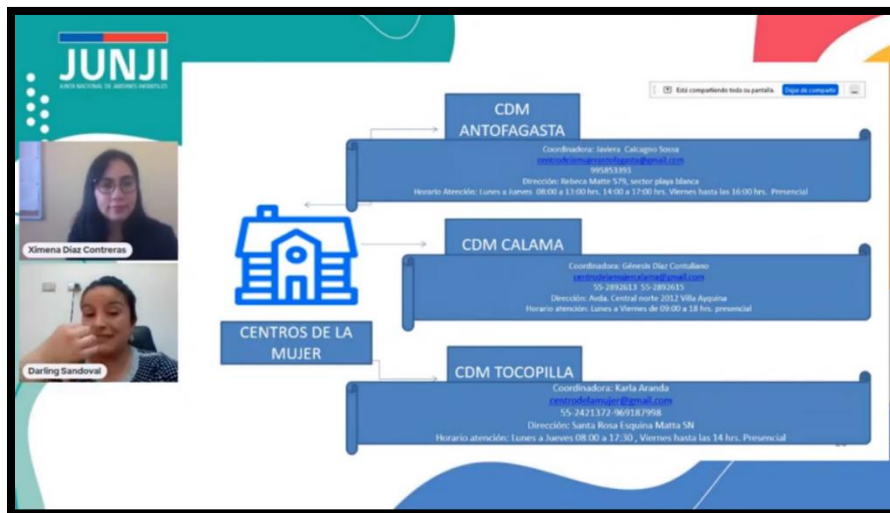 JUNJI
JUNTA NACIONAL DE JARDINES INFANTILES
Está compartiendo toda su pantalla. Dejar de compartir
Ximena Díaz Contreras
Darling Sandoval
CENTROS DE LA
MUJER
CDM
ANTOFAGASTA
Coordinadora: Javiera Calcagno Sossa
centrodelamujerantofagasta@gmail.com
995853393
Dirección: Rebeca Matte 579, sector playa blanca
Horario Atención: Lunes a Jueves 08:00 a 13:00 hrs, 14:00 a 17:00 hrs. Viernes hasta las 16:00 hrs. Presencial
CDM CALAMA
Coordinadora: Génesis Díaz Contuliano
centrodelamujercalama@gmail.com
55-2892613 55-2892615
Dirección: Avda. Central norte 2012 Villa Ayquina
Horario atención: Lunes a Viernes de 09:00 a 18 hrs. presencial
CDM TOCOPILLA
Coordinadora: Karla Aranda
centrodelamujer@gmail.com
55-2421372-969187998
Dirección: Santa Rosa Esquina Matta SN
Horario atención: Lunes a Jueves 08:00 a 17:30 , Viernes hasta las 14 hrs. Presencial